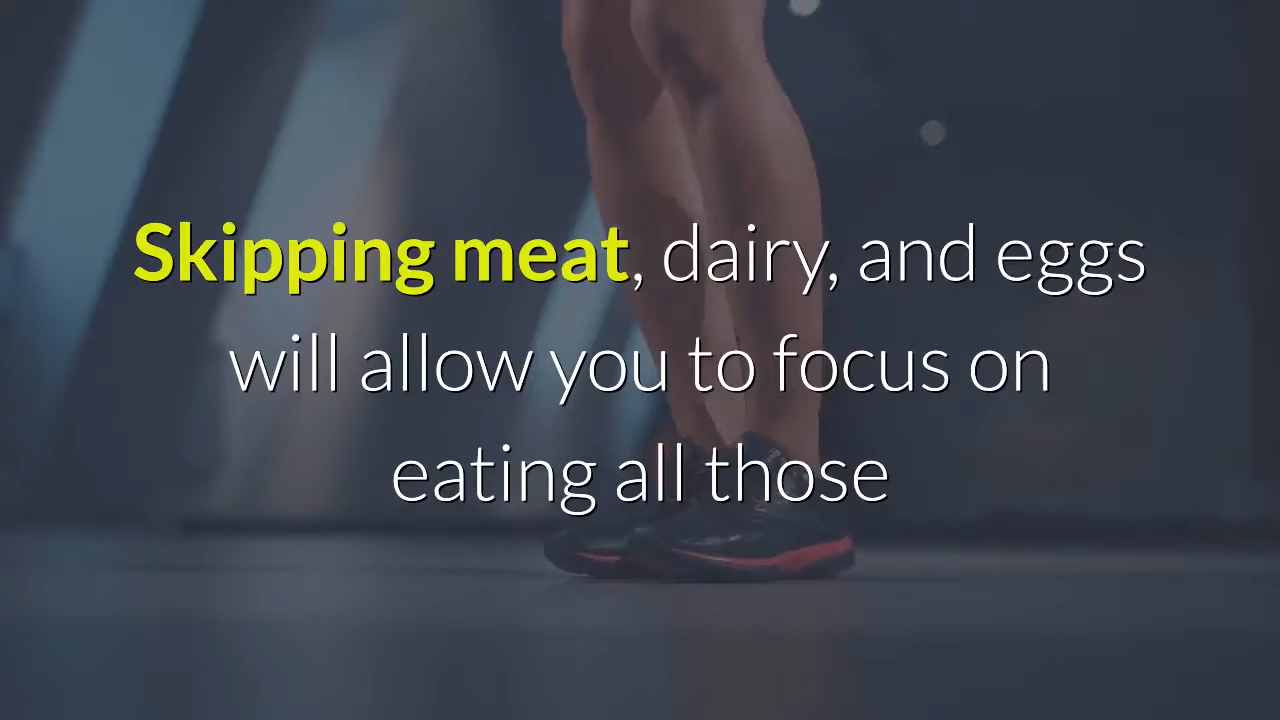 Skipping meat, dairy, and eggs
will allow you to focus on
eating all those